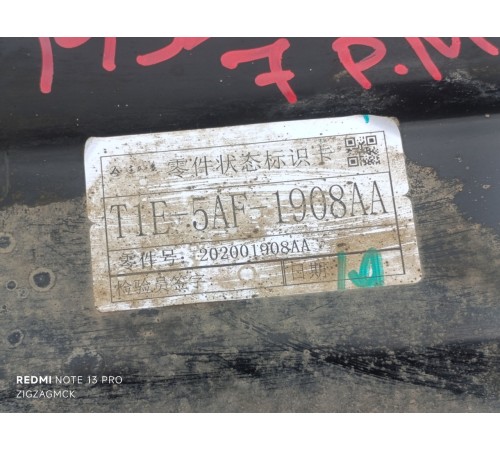 7 P.M
零件状态标识卡
T1E-5AF-1908AA
零件号: 202001908AA
检验员签字 日期
REDMI NOTE 13 PRO
ZIGZAGMCK